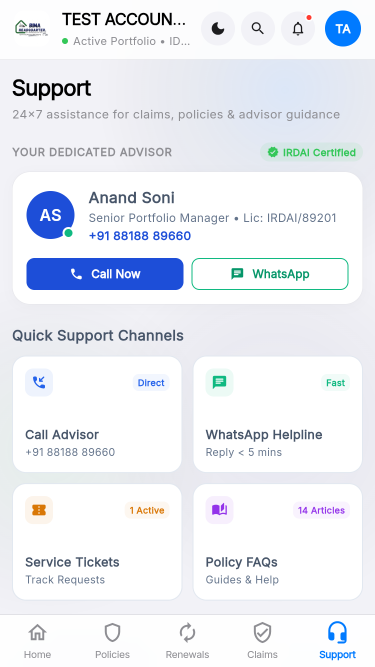 BIMA
HEADQUARTER
TEST ACCOUN...
Active Portfolio • ID...
TA
Support
24×7 assistance for claims, policies & advisor guidance
YOUR DEDICATED ADVISOR
IRDAI Certified
AS
Anand Soni
Senior Portfolio Manager • Lic: IRDAI/89201
+91 88188 89660
Call Now
WhatsApp
Quick Support Channels
Direct
Call Advisor
+91 88188 89660
Fast
WhatsApp Helpline
Reply < 5 mins
1 Active
Service Tickets
Track Requests
14 Articles
Policy FAQs
Guides & Help
Home
Policies
Renewals
Claims
Support